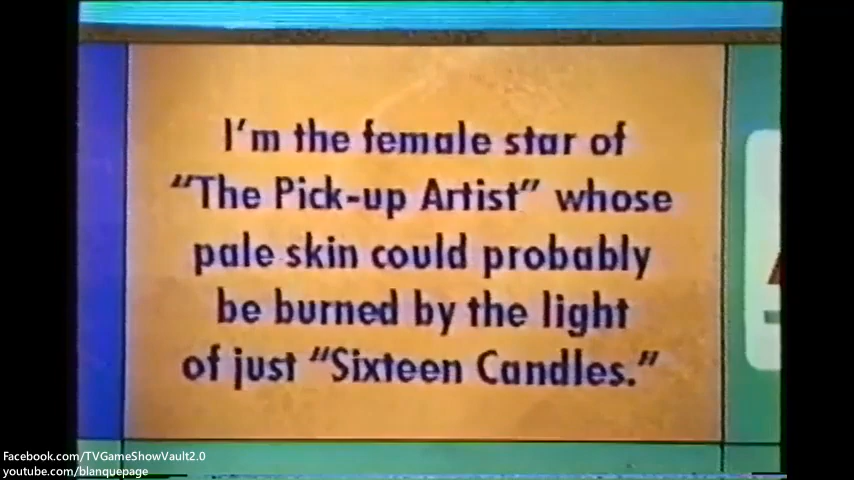 I'm the female star of
"The Pick-up Artist" whose
pale skin could probably
be burned by the light
of just "Sixteen Candles."
Facebook.com/TVGameShowVault2.0
youtube.com/blanquepage